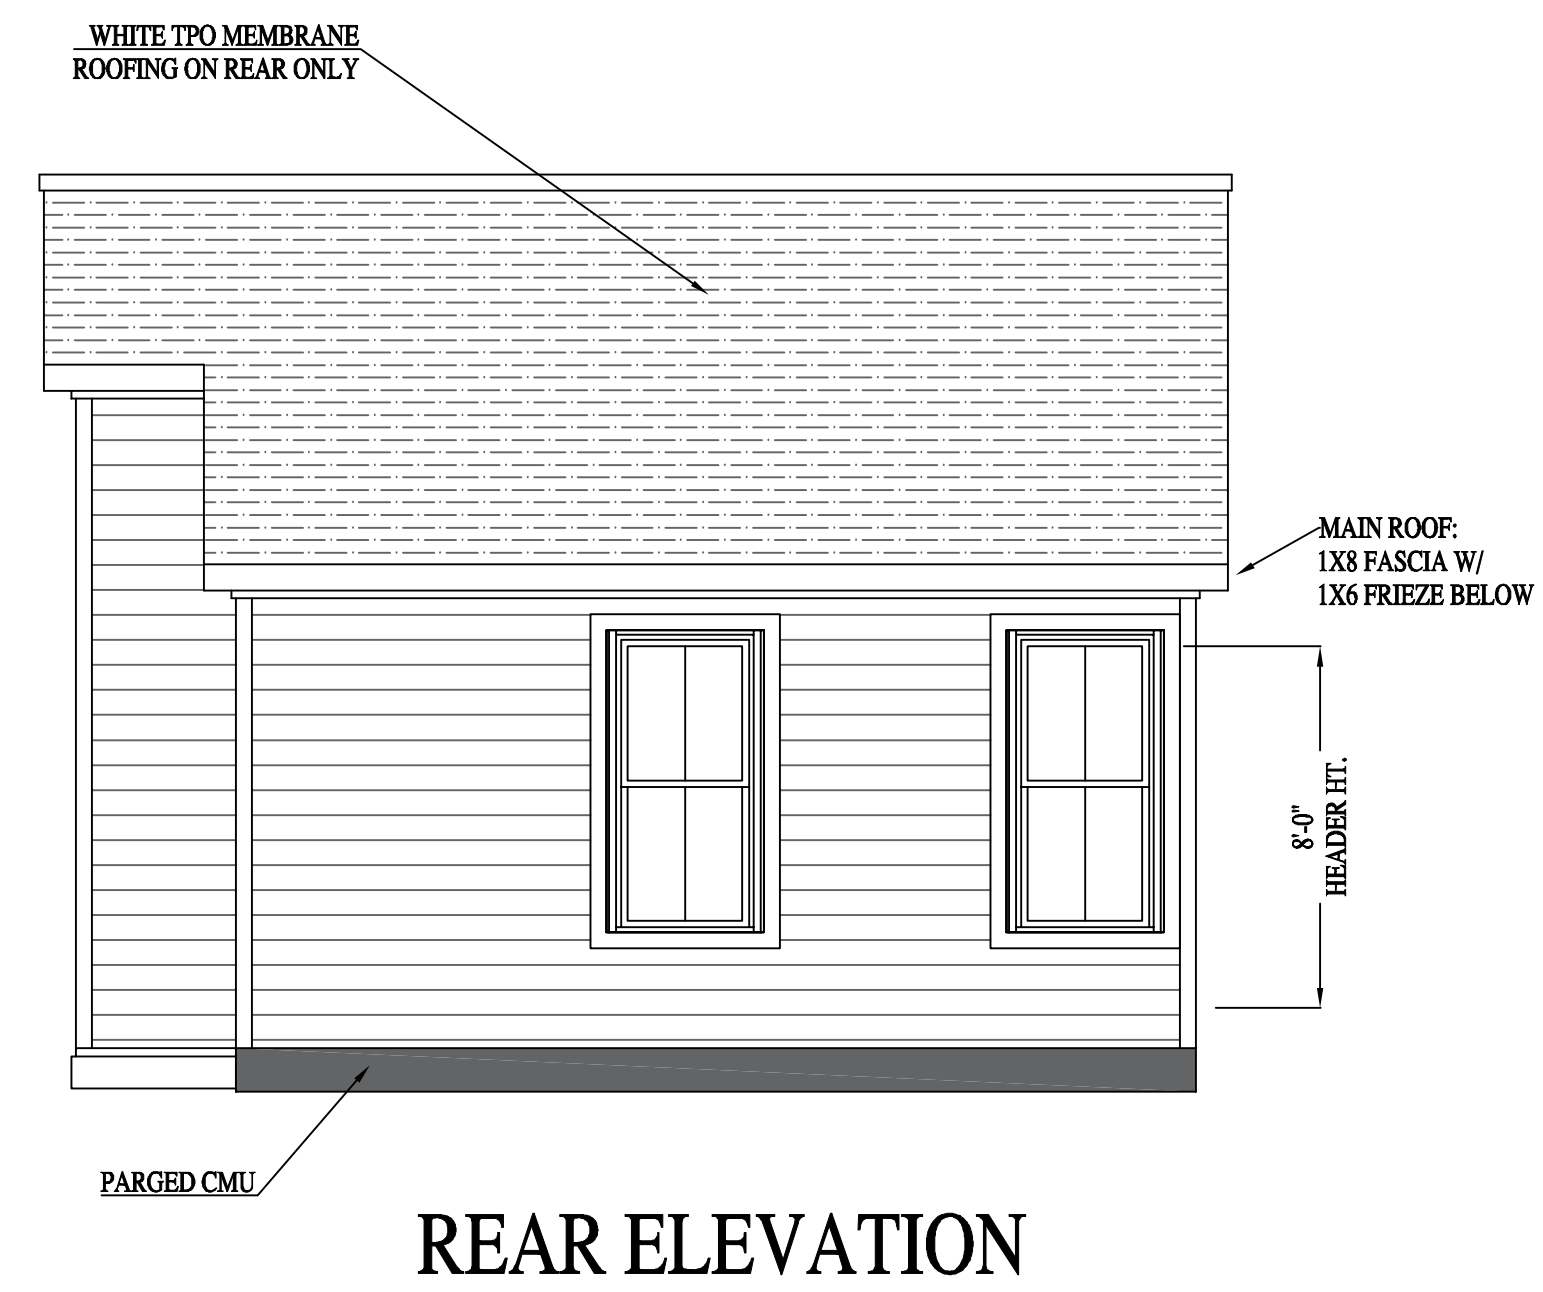 WHITE TPO MEMBRANE
ROOFING ON REAR ONLY
MAIN ROOF:
1X8 FASCIA W/
1X6 FRIEZE BELOW
8'-0"
HEADER HT.
PARGED CMU
REAR ELEVATION